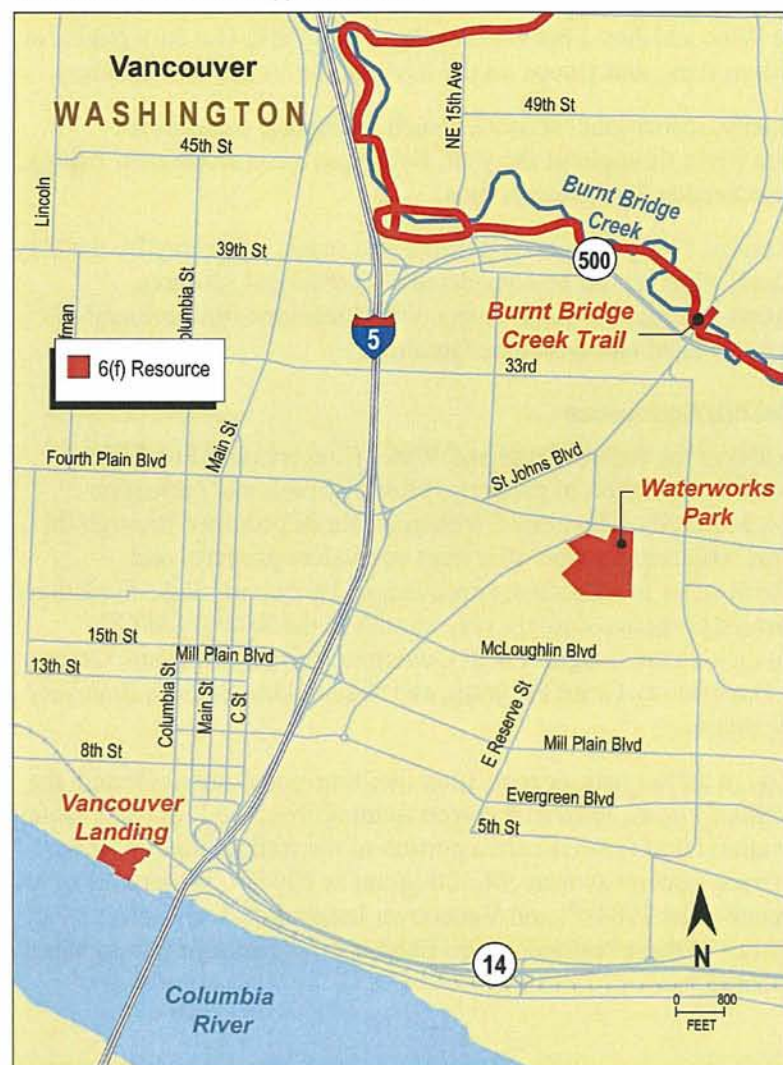 Vancouver
WASHINGTON
NE 15th Ave
49th St
45th St
Lincoln
Burnt Bridge
Creek
39th St
500
Burnt Bridge
Creek Trail
5
ffman
olumbia St
6(f) Resource
33rd
Main St
Fourth Plain Blvd
St Johns Blvd
Waterworks
Park
15th St
Mill Plain Blvd
McLoughlin Blvd
13th St
Columbia St
Main St
C St
E Reserve St
8th St
Mill Plain Blvd
Vancouver
Landing
Evergreen Blvd
5th St
14
N
Columbia
River
0 800
FEET